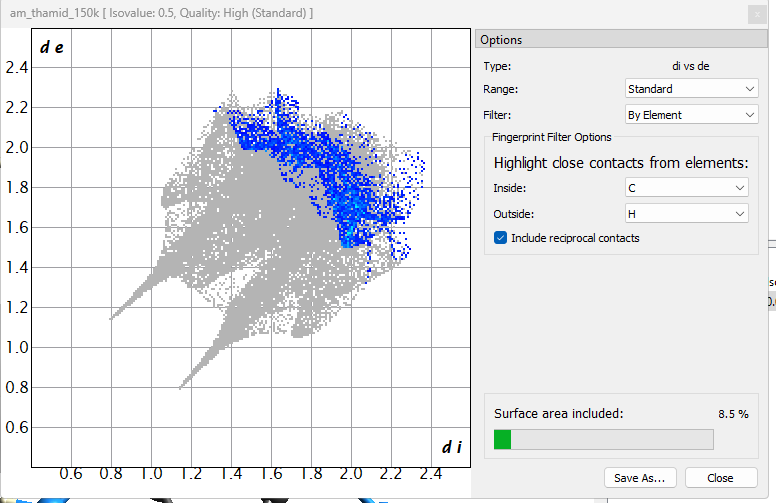 am_thamid_150k [ Isovalue: 0.5, Quality: High (Standard) ]
d e
2.4
2.2
2.0
1.8
1.6
1.4
1.2
1.0
0.8
0.6
d i
0.6 0.8 1.0 1.2 1.4 1.6 1.8 2.0 2.2 2.4
Options
Type: di vs de
Range: Standard
Filter: By Element
Fingerprint Filter Options
Highlight close contacts from elements:
Inside: C
Outside: H
Include reciprocal contacts
Surface area included: 8.5 %
Save As... Close